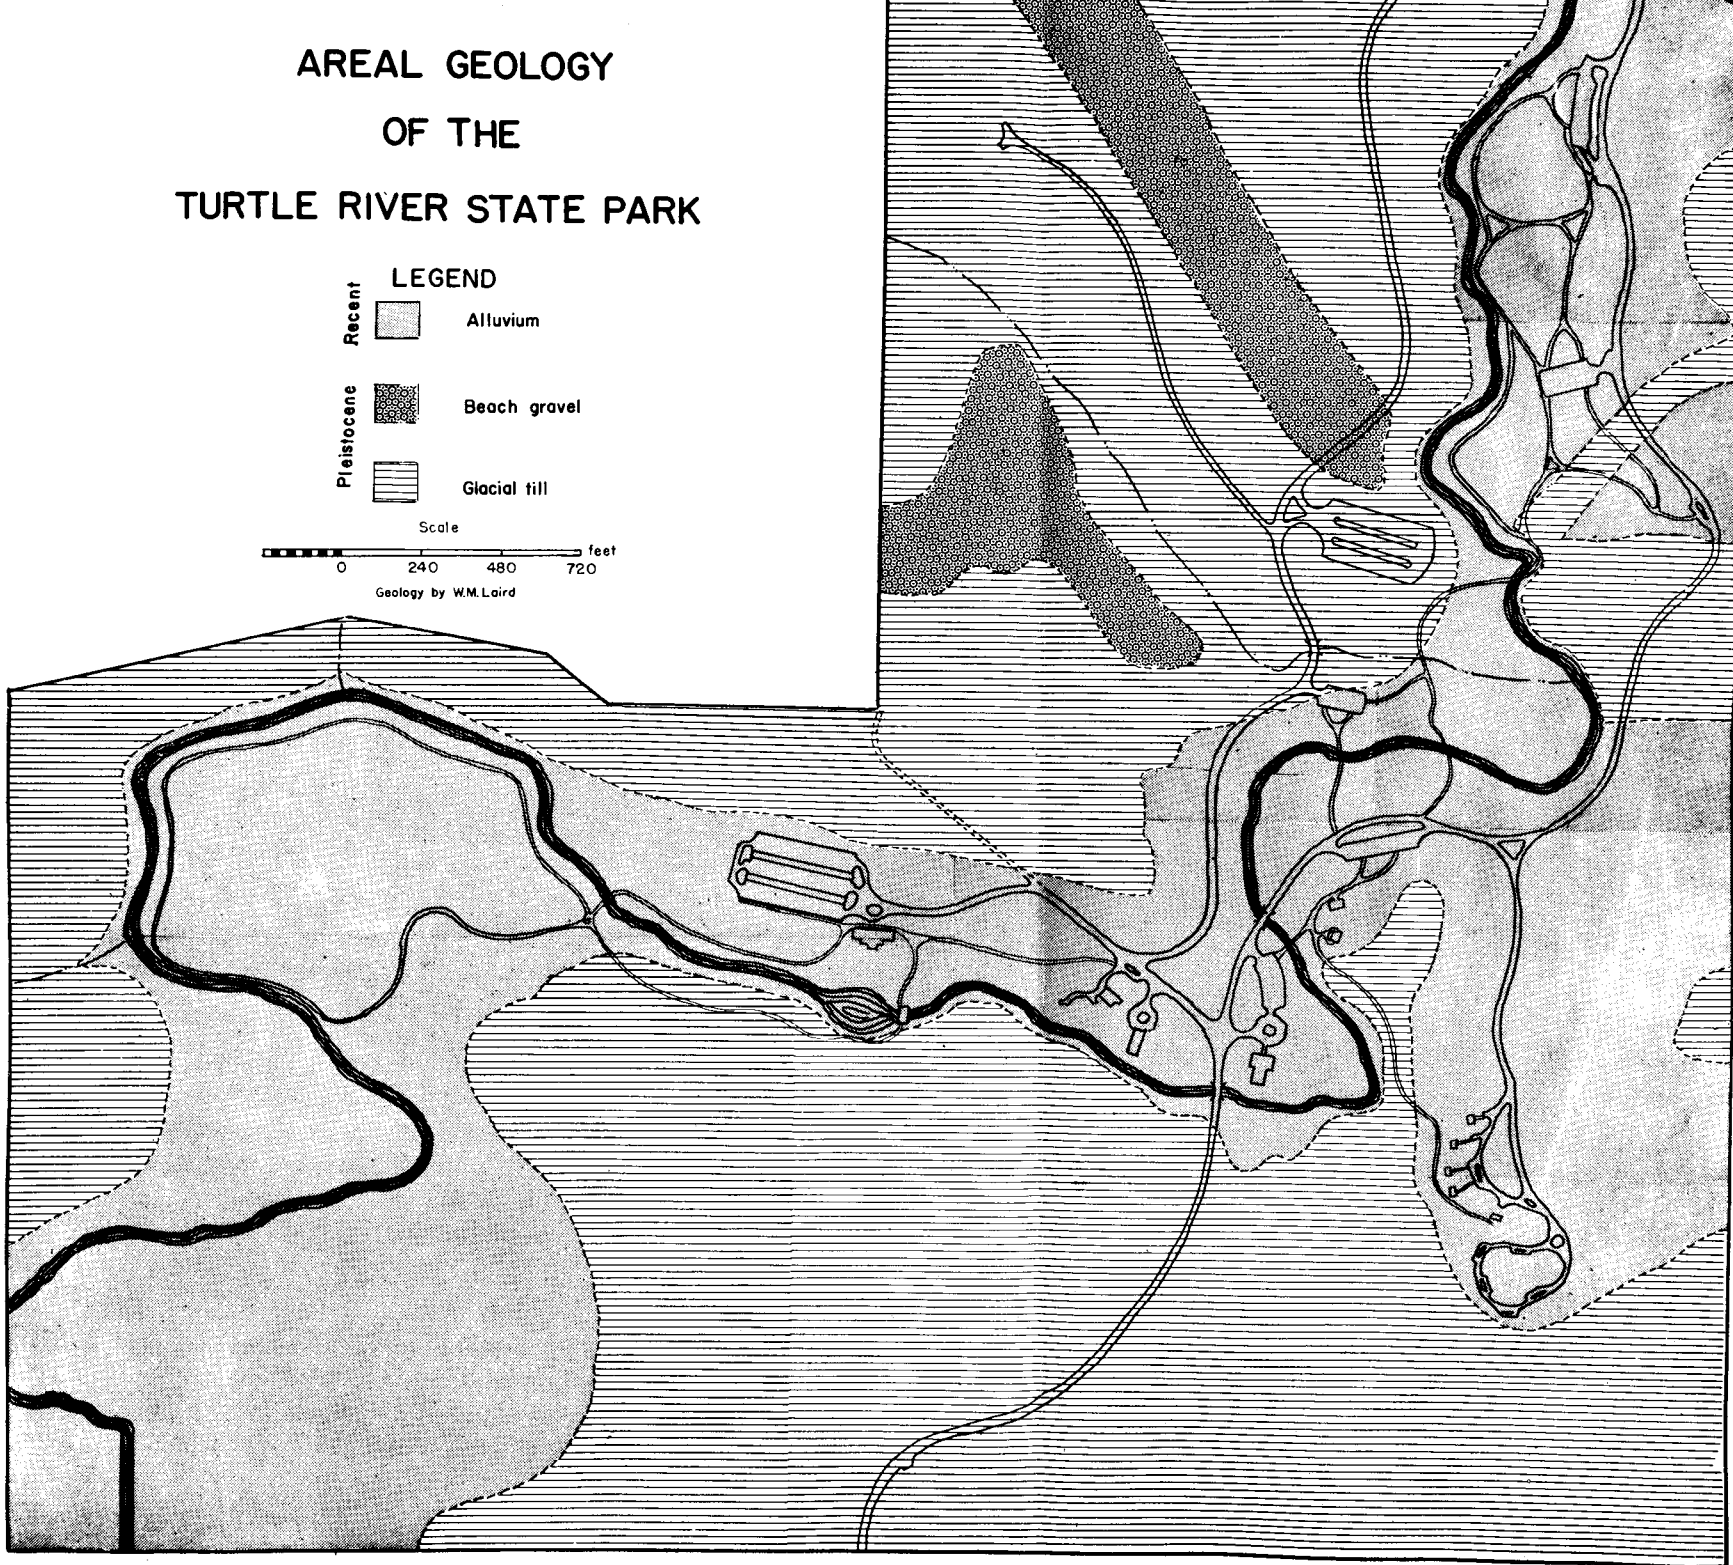 AREAL GEOLOGY
OF THE
TURTLE RIVER STATE PARK
LEGEND
Recent
Alluvium
Pleistocene
Beach gravel
Glacial till
Scale
feet
0 240 480 720
Geology by W.M. Laird